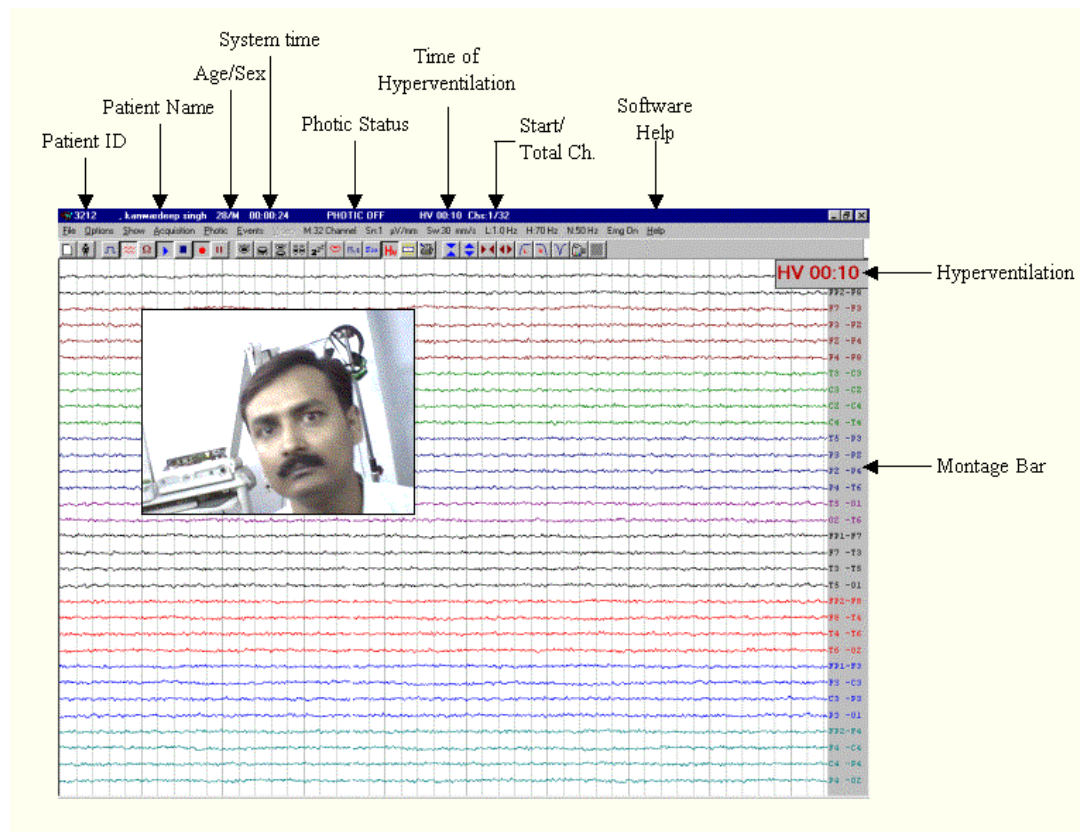 System time
Time of
Hyperventilation
Age/Sex
Software
Help
Patient Name
Photic Status
Start/
Total Ch.
Patient ID
3212 , kanwardeep singh 28/M 00:00:24 PHOTIC OFF HV 00:10 Chs:1/32
File Options Show Acquisition Photic Events Video M:32 Channel Sn:1 µV/mm Sw:30 mm/s L:1.0 Hz H:70 Hz N:50 Hz Emg On Help
HV 00:10
Hyperventilation
FP2-F8
F7 -F3
F3 -FZ
FZ -F4
F4 -F8
T3 -C3
C3 -CZ
CZ -C4
C4 -T4
T5 -P3
P3 -PZ
PZ -P4
Montage Bar
P4 -T6
T5 -O1
O2 -T6
FP1-F7
F7 -T3
T3 -T5
T5 -O1
FP2-F8
F8 -T4
T4 -T6
T6 -O2
FP1-F3
F3 -C3
C3 -P3
P3 -O1
FP2-F4
F4 -C4
C4 -P4
P4 -O2